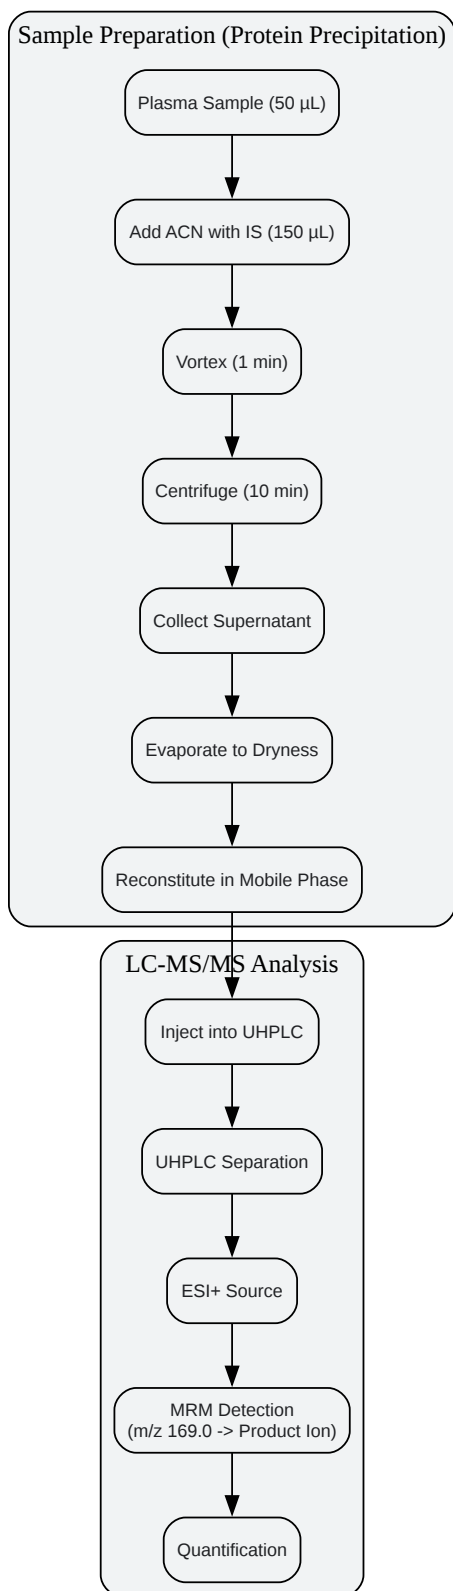 Sample Preparation (Protein Precipitation)
Plasma Sample (50 µL)
Add ACN with IS (150 µL)
Vortex (1 min)
Centrifuge (10 min)
Collect Supernatant
Evaporate to Dryness
Reconstitute in Mobile Phase
LC-MS/MS Analysis
Inject into UHPLC
UHPLC Separation
ESI+ Source
MRM Detection
(m/z 169.0 -> Product Ion)
Quantification